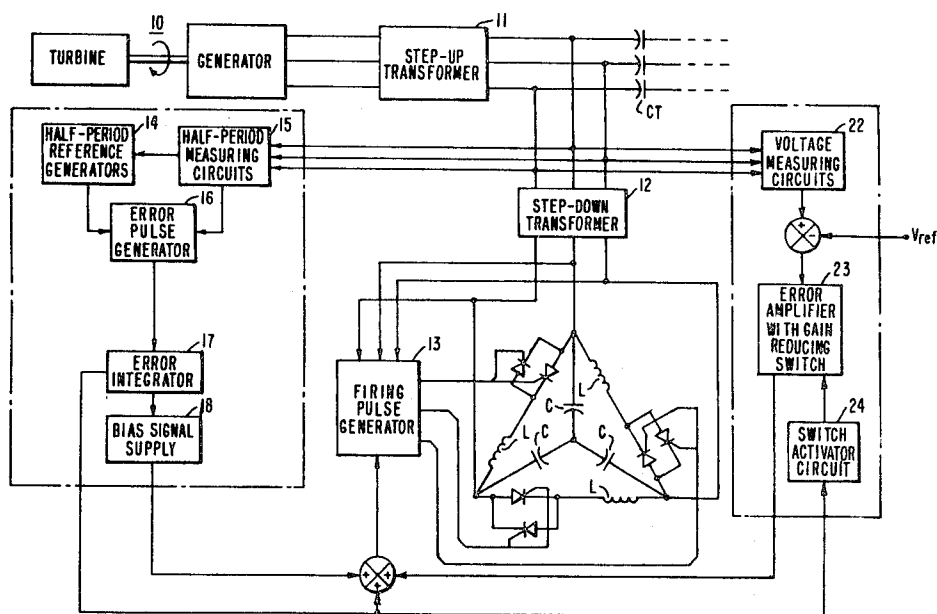 10
TURBINE
GENERATOR
11
STEP-UP
TRANSFORMER
CT
14
HALF-PERIOD
REFERENCE
GENERATORS
15
HALF-PERIOD
MEASURING
CIRCUITS
16
ERROR
PULSE
GENERATOR
17
ERROR
INTEGRATOR
18
BIAS SIGNAL
SUPPLY
12
STEP-DOWN
TRANSFORMER
13
FIRING
PULSE
GENERATOR
L
C
L
C
C
L
22
VOLTAGE
MEASURING
CIRCUITS
+
-
Vref
23
ERROR
AMPLIFIER
WITH GAIN
REDUCING
SWITCH
24
SWITCH
ACTIVATOR
CIRCUIT
+ +
+